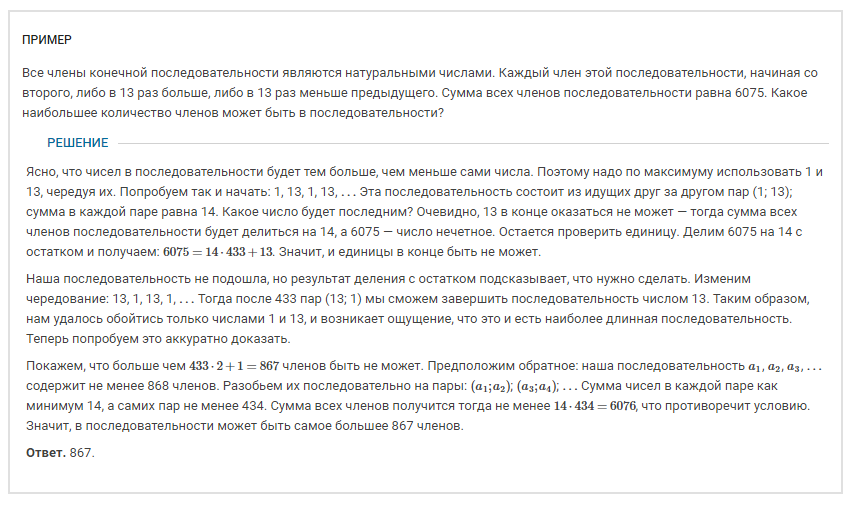 ПРИМЕР
Все члены конечной последовательности являются натуральными числами. Каждый член этой последовательности, начиная со
второго, либо в 13 раз больше, либо в 13 раз меньше предыдущего. Сумма всех членов последовательности равна 6075. Какое
наибольшее количество членов может быть в последовательности?
РЕШЕНИЕ
Ясно, что чисел в последовательности будет тем больше, чем меньше сами числа. Поэтому надо по максимуму использовать 1 и
13, чередуя их. Попробуем так и начать: 1, 13, 1, 13, … Эта последовательность состоит из идущих друг за другом пар (1; 13);
сумма в каждой паре равна 14. Какое число будет последним? Очевидно, 13 в конце оказаться не может — тогда сумма всех
членов последовательности будет делиться на 14, а 6075 — число нечетное. Остается проверить единицу. Делим 6075 на 14 с
остатком и получаем: 6075 = 14 · 433 + 13. Значит, и единицы в конце быть не может.
Наша последовательность не подошла, но результат деления с остатком подсказывает, что нужно сделать. Изменим
чередование: 13, 1, 13, 1, … Тогда после 433 пар (13; 1) мы сможем завершить последовательность числом 13. Таким образом,
нам удалось обойтись только числами 1 и 13, и возникает ощущение, что это и есть наиболее длинная последовательность.
Теперь попробуем это аккуратно доказать.
Покажем, что больше чем 433 · 2 + 1 = 867 членов быть не может. Предположим обратное: наша последовательность a₁, a₂, a₃, …
содержит не менее 868 членов. Разобьем их последовательно на пары: (a₁;a₂); (a₃;a₄); … Сумма чисел в каждой паре как
минимум 14, а самих пар не менее 434. Сумма всех членов получится тогда не менее 14 · 434 = 6076, что противоречит условию.
Значит, в последовательности может быть самое большее 867 членов.
Ответ. 867.